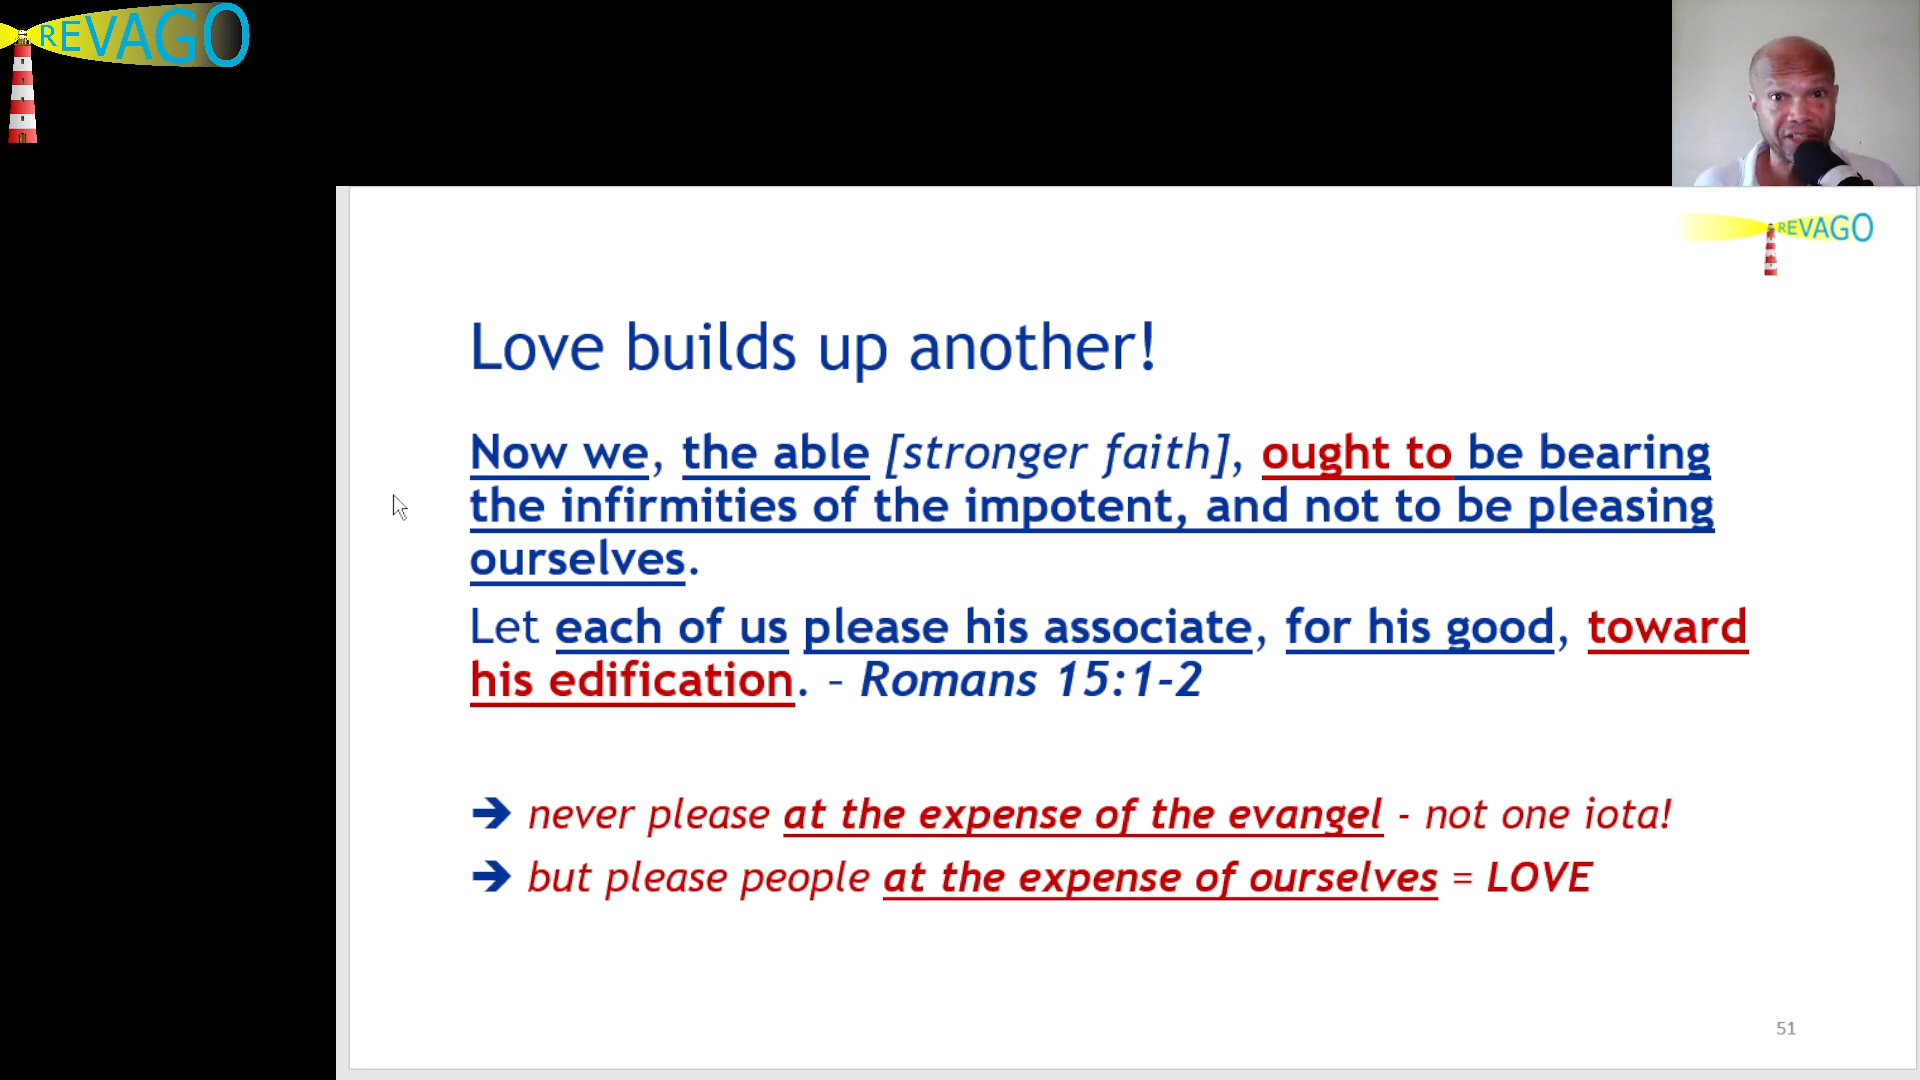 REVAGO
REVAGO
Love builds up another!
Now we, the able [stronger faith], ought to be bearing
the infirmities of the impotent, and not to be pleasing
ourselves.
Let each of us please his associate, for his good, toward
his edification. – Romans 15:1-2
➔ never please at the expense of the evangel - not one iota!
➔ but please people at the expense of ourselves = LOVE
51